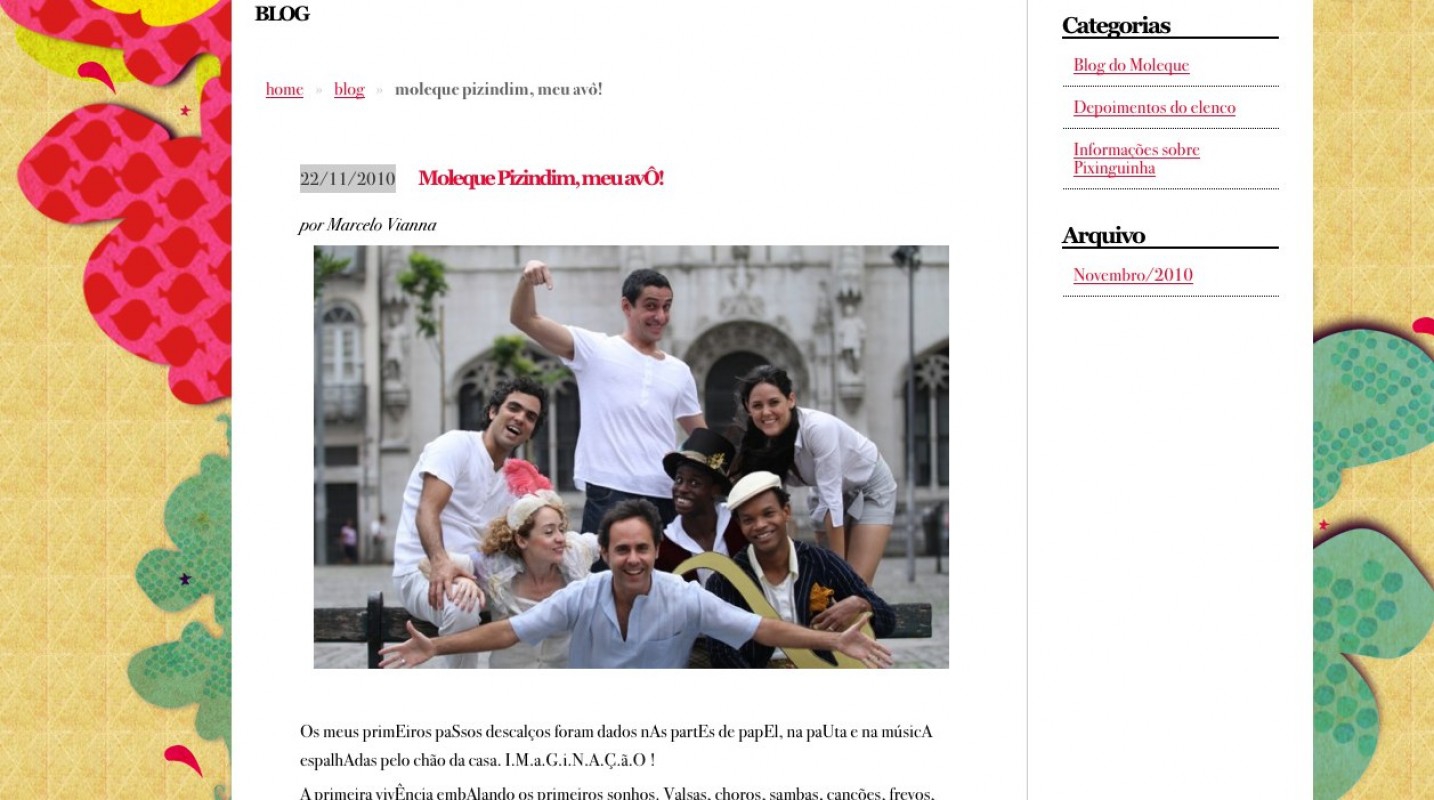 BLOG
home » blog » moleque pizindim, meu avô!
22/11/2010 Moleque Pizindim, meu avÔ!
por Marcelo Vianna
Os meus primEiros paSsos descalços foram dados nAs partEs de papEl, na paUta e na músicA
espalhAdas pelo chão da casa. I.M.a.G.i.N.A.Ç.ã.O !
A primeira vivÊncia embAlando os primeiros sonhos. Valsas, choros, sambas, canções, frevos,
Categorias
Blog do Moleque
Depoimentos do elenco
Informações sobre
Pixinguinha
Arquivo
Novembro/2010